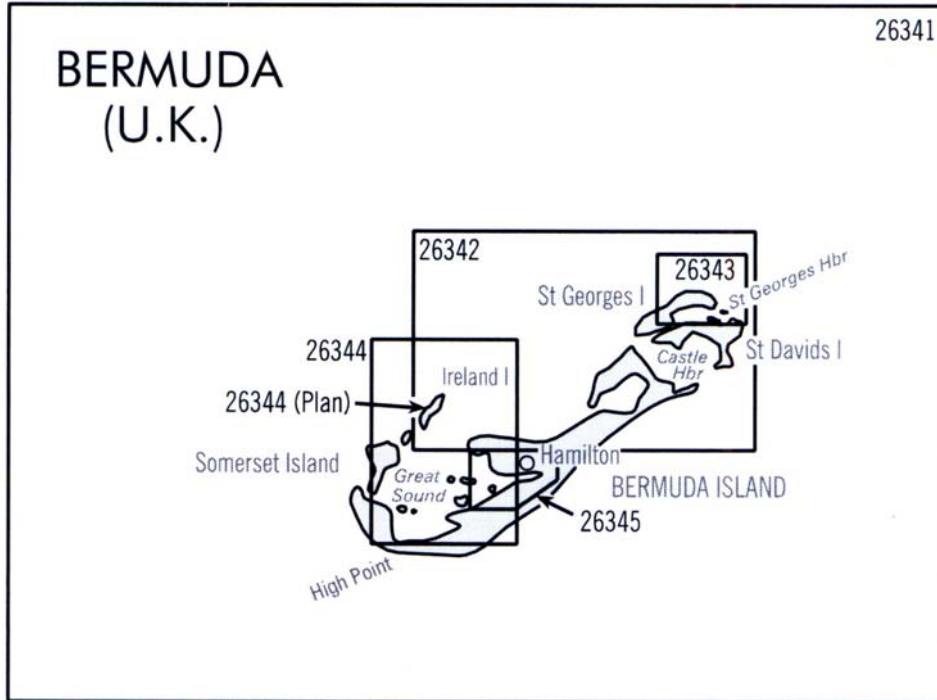 26341
BERMUDA
(U.K.)
26342
26343
St Georges Hbr
St Georges I
26344
Castle
Hbr
St Davids I
Ireland I
26344 (Plan)
Somerset Island
Great
Sound
Hamilton
BERMUDA ISLAND
26345
High Point